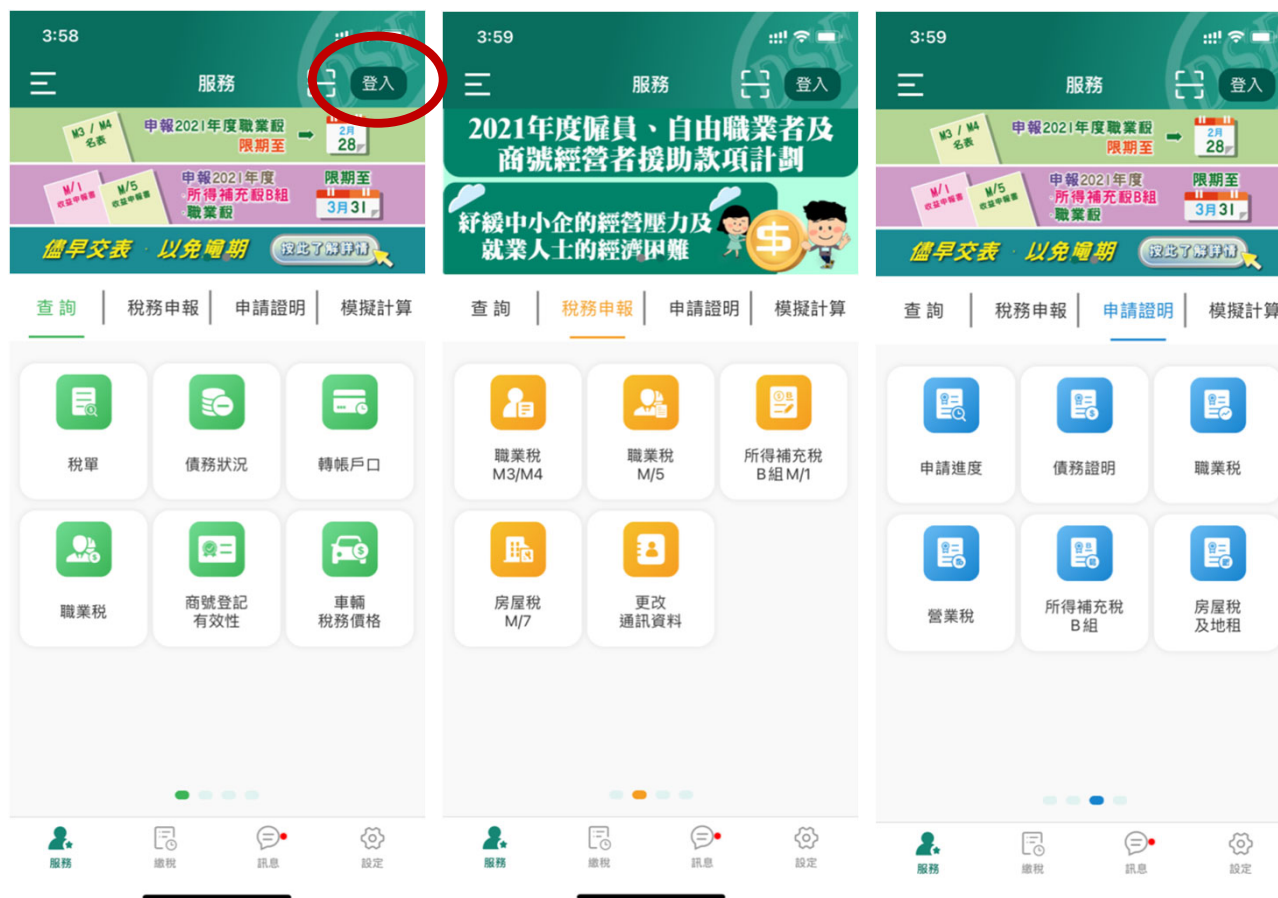 3:58
DSF
服務
登入
M3 / M4
名表
申報2021年度職業稅
限期至
2月
28
M/1
收益申報書
M/5
收益申報書
申報2021年度
所得補充稅B組
職業稅
限期至
3月31
儘早交表 · 以免逾期
按此了解詳情
查詢
稅務申報
申請證明
模擬計算
稅單
債務狀況
轉帳戶口
職業稅
商號登記
有效性
車輛
稅務價格
服務
繳稅
訊息
設定
3:59
DSF
服務
登入
2021年度僱員、自由職業者及
商號經營者援助款項計劃
紓緩中小企的經營壓力及
就業人士的經濟困難
查詢
稅務申報
申請證明
模擬計算
職業稅
M3/M4
職業稅
M/5
所得補充稅
B組M/1
房屋稅
M/7
更改
通訊資料
服務
繳稅
訊息
設定
3:59
DSF
服務
登入
M3 / M4
名表
申報2021年度職業稅
限期至
2月
28
M/1
收益申報書
M/5
收益申報書
申報2021年度
所得補充稅B組
職業稅
限期至
3月31
儘早交表 · 以免逾期
按此了解詳情
查詢
稅務申報
申請證明
模擬計算
申請進度
債務證明
職業稅
營業稅
所得補充稅
B組
房屋稅
及地租
服務
繳稅
訊息
設定